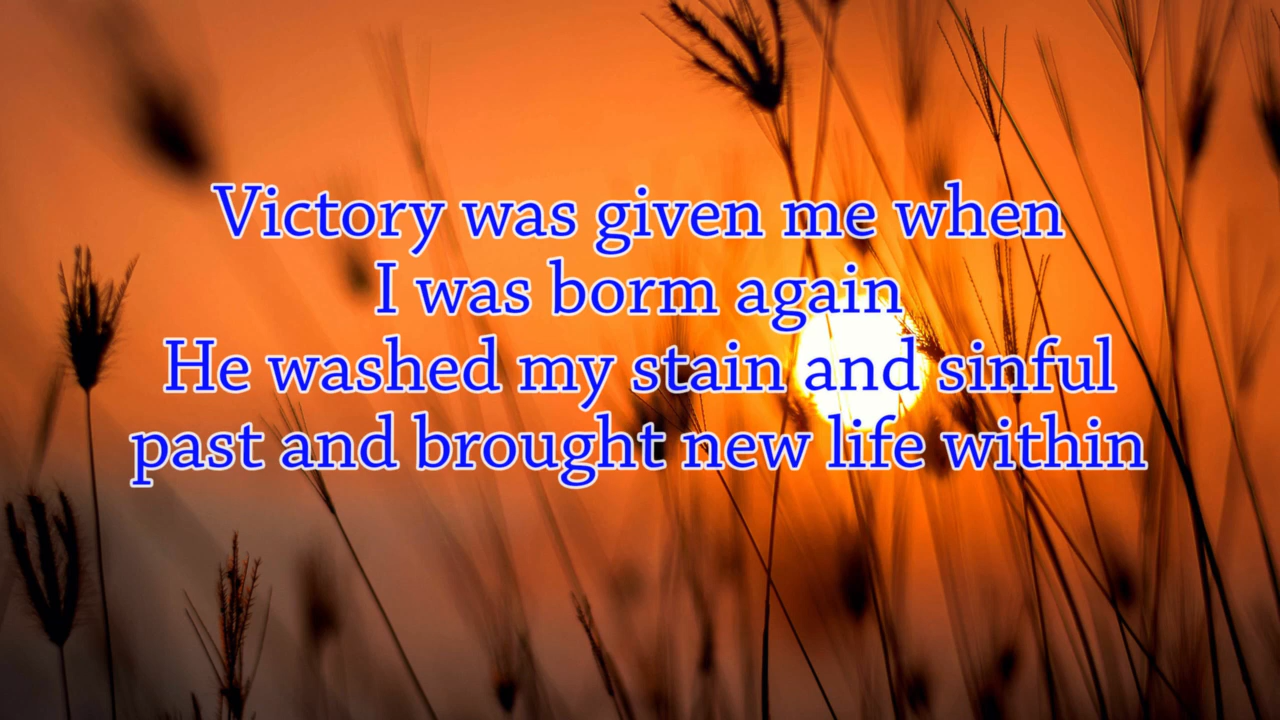 Victory was given me when
I was borm again
He washed my stain and sinful
past and brought new life within